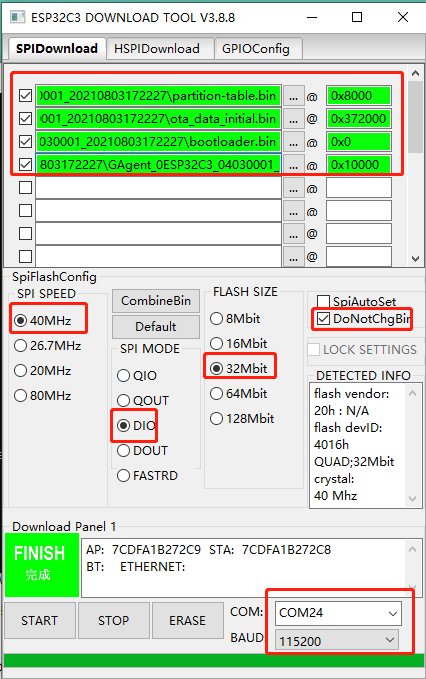 ESP32C3 DOWNLOAD TOOL V3.8.8
SPIDownload HSPIDownload GPIOConfig
0001_20210803172227\partition-table.bin ... @ 0x8000
001_20210803172227\ota_data_initial.bin ... @ 0x372000
030001_20210803172227\bootloader.bin ... @ 0x0
803172227\GAgent_0ESP32C3_04030001_ ... @ 0x10000
... @
... @
... @
... @
SpiFlashConfig
SPI SPEED
40MHz
26.7MHz
20MHz
80MHz
CombineBin
Default
SPI MODE
QIO
QOUT
DIO
DOUT
FASTRD
FLASH SIZE
8Mbit
16Mbit
32Mbit
64Mbit
128Mbit
SpiAutoSet
DoNotChgBin
LOCK SETTINGS
DETECTED INFO
flash vendor:
20h : N/A
flash devID:
4016h
QUAD;32Mbit
crystal:
40 Mhz
Download Panel 1
FINISH
完成
AP: 7CDFA1B272C9 STA: 7CDFA1B272C8
BT: ETHERNET:
START STOP ERASE
COM: COM24
BAUD: 115200